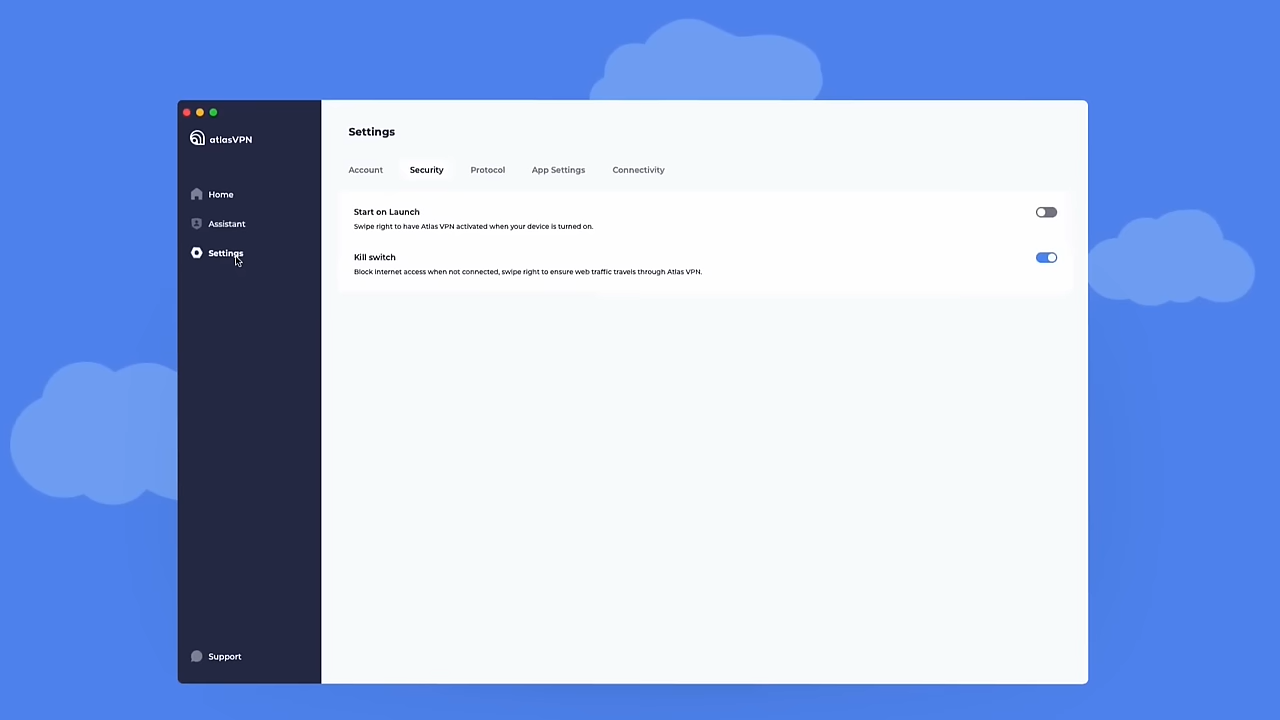 atlasVPN
Home
Assistant
Settings
Support
Settings
Account
Security
Protocol
App Settings
Connectivity
Start on Launch
Swipe right to have Atlas VPN activated when your device is turned on.
Kill switch
Block internet access when not connected, swipe right to ensure web traffic travels through Atlas VPN.